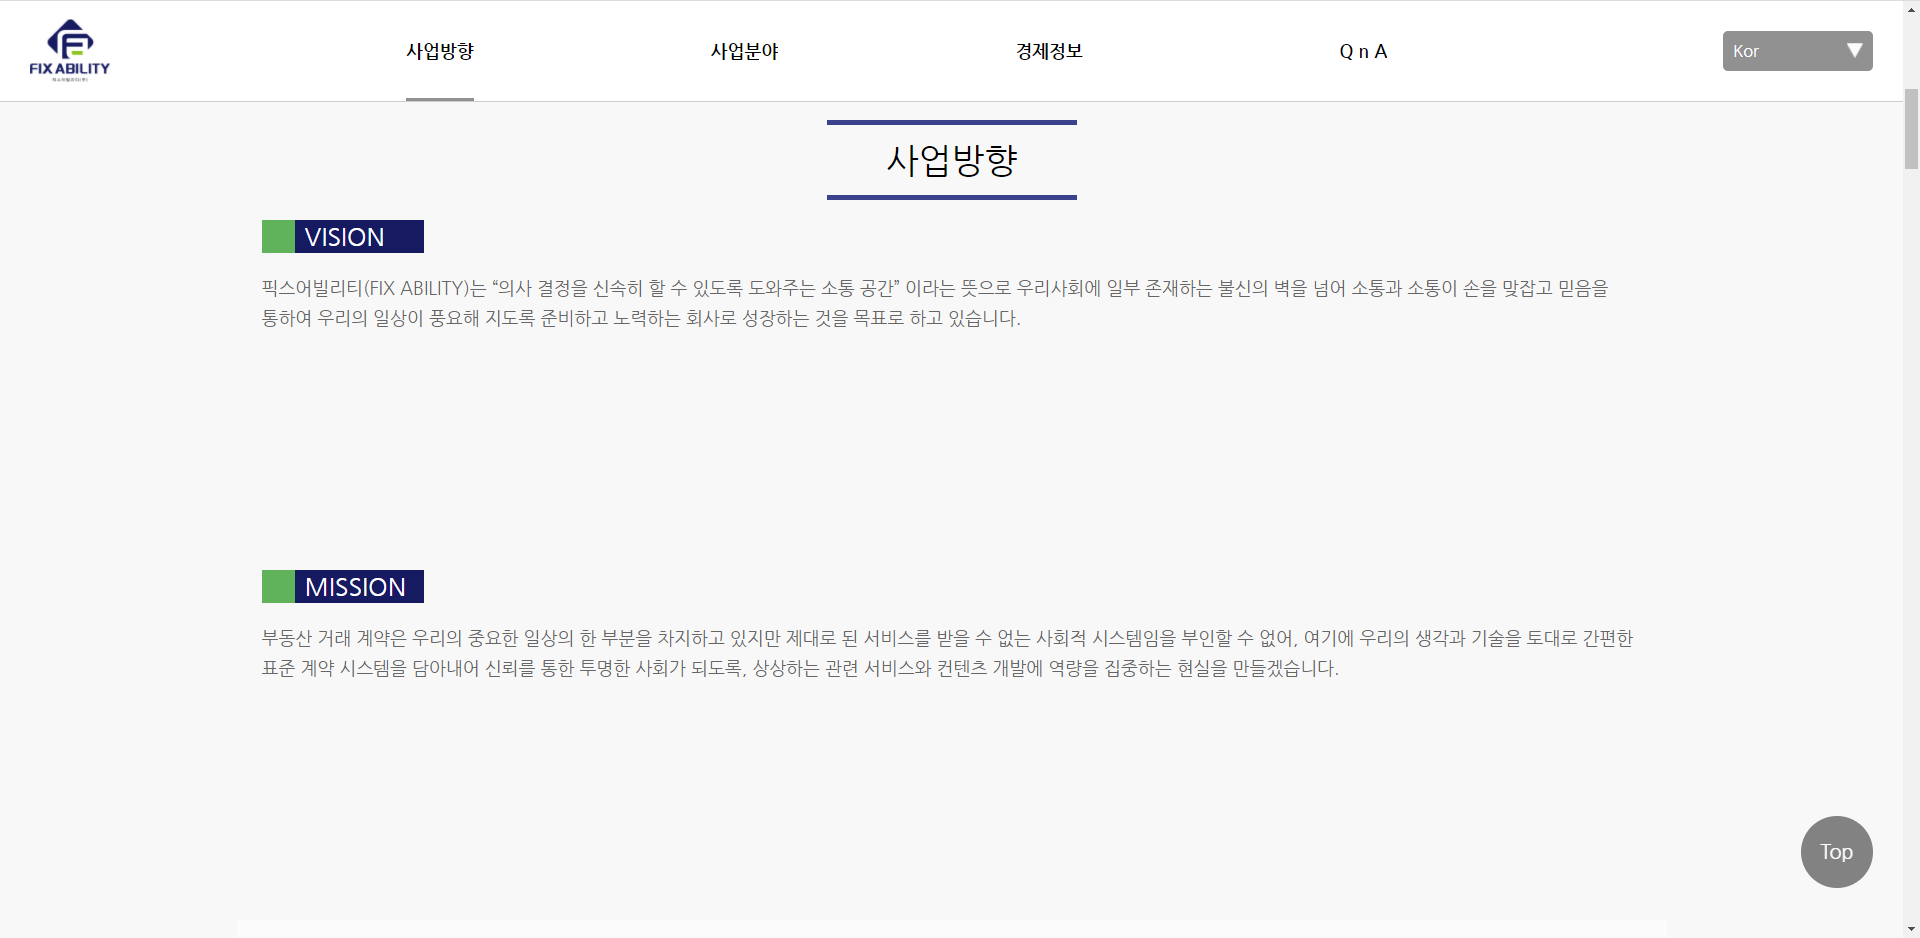 FIX ABILITY
픽스어빌리티(주)
사업방향
사업분야
경제정보
Q n A
Kor
사업방향
VISION
픽스어빌리티(FIX ABILITY)는 “의사 결정을 신속히 할 수 있도록 도와주는 소통 공간” 이라는 뜻으로 우리사회에 일부 존재하는 불신의 벽을 넘어 소통과 소통이 손을 맞잡고 믿음을
통하여 우리의 일상이 풍요해 지도록 준비하고 노력하는 회사로 성장하는 것을 목표로 하고 있습니다.
MISSION
부동산 거래 계약은 우리의 중요한 일상의 한 부분을 차지하고 있지만 제대로 된 서비스를 받을 수 없는 사회적 시스템임을 부인할 수 없어, 여기에 우리의 생각과 기술을 토대로 간편한
표준 계약 시스템을 담아내어 신뢰를 통한 투명한 사회가 되도록, 상상하는 관련 서비스와 컨텐츠 개발에 역량을 집중하는 현실을 만들겠습니다.
Top